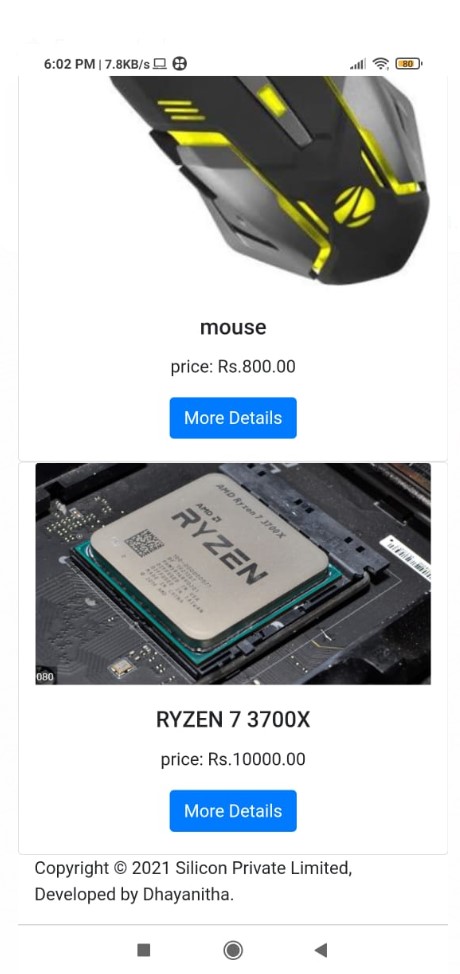 6:02 PM | 7.8KB/s
80
mouse
price: Rs.800.00
More Details
AMD Ryzen 7 3700X
AMD
RYZEN
080
RYZEN 7 3700X
price: Rs.10000.00
More Details
Copyright © 2021 Silicon Private Limited,
Developed by Dhayanitha.